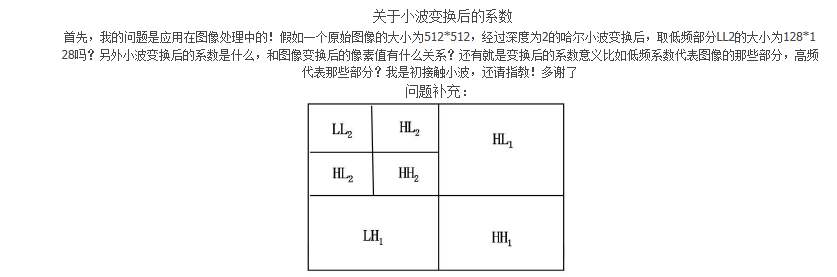 关于小波变换后的系数
首先，我的问题是应用在图像处理中的！假如一个原始图像的大小为512*512，经过深度为2的哈尔小波变换后，取低频部分LL2的大小为128*1
28吗？另外小波变换后的系数是什么，和图像变换后的像素值有什么关系？还有就是变换后的系数意义比如低频系数代表图像的那些部分，高频
代表那些部分？我是初接触小波，还请指教！多谢了
问题补充：
LL₂ HL₂
HL₁
HL₂ HH₂
LH₁ HH₁